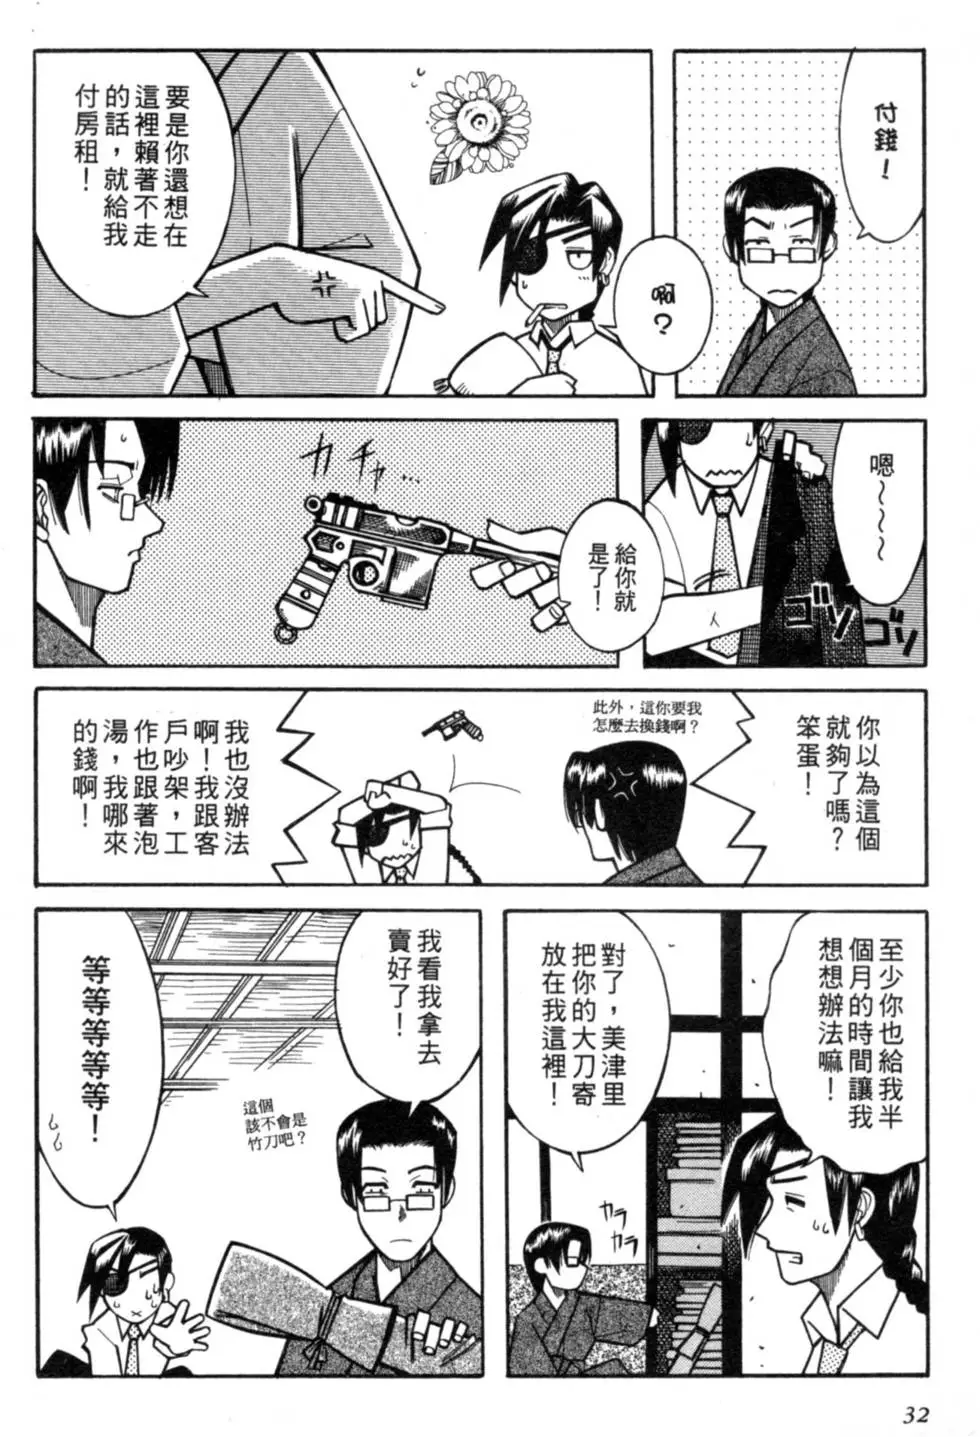 付錢！
啊
？
要是你還想在
這裡賴著不走
的話，就給我
付房租！
嗯～～～～
ゴソ
ゴソ
給你就
是了！
カチャ…
你以為這個
就夠了嗎？
笨蛋！
此外，這你要我
怎麼去換錢啊？
我也沒辦法
啊！我跟客
戶吵架，工
作也跟著泡
湯，我哪來
的錢啊！
至少你也給我半
個月的時間讓我
想想辦法嘛！
對了，美津里
把你的大刀寄
放在我這裡！
カラ
カラ
我看我拿去
賣好了！
這個
該不會是
竹刀吧？
等等等等等！
32